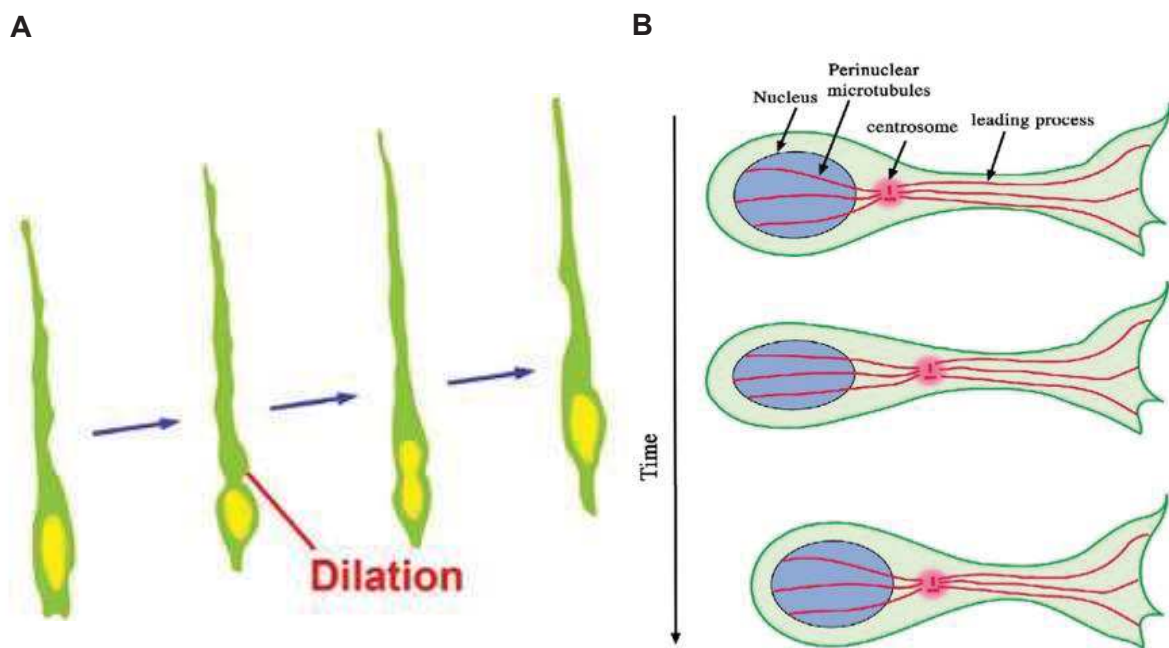 A
Dilation
B
Perinuclear
microtubules
Nucleus
centrosome
leading process
Time